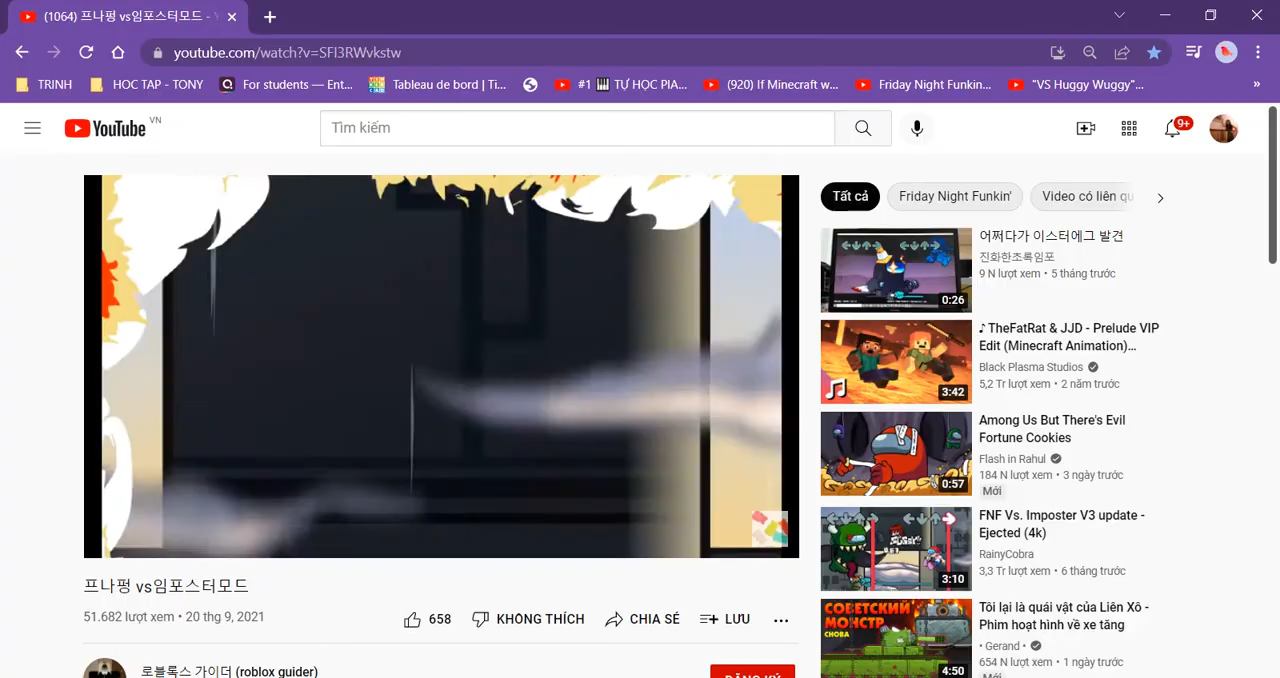 (1064) 프나펑 vs임포스터모드 -
youtube.com/watch?v=SFI3RWvkstw
TRINH
HOC TAP - TONY
For students — Ent...
Tableau de bord | Ti...
#1 🎹 TỰ HỌC PIA...
(920) If Minecraft w...
Friday Night Funkin...
"VS Huggy Wuggy"...
»
YouTube VN
Tìm kiếm
9+
Tất cả
Friday Night Funkin'
Video có liên qu
어쩌다가 이스터에그 발견
진화한초록임포
9 N lượt xem • 5 tháng trước
0:26
♪ TheFatRat & JJD - Prelude VIP
Edit (Minecraft Animation)...
Black Plasma Studios
5,2 Tr lượt xem • 2 năm trước
3:42
Among Us But There's Evil
Fortune Cookies
Flash in Rahul
184 N lượt xem • 3 ngày trước
Mới
0:57
FNF Vs. Imposter V3 update -
Ejected (4k)
RainyCobra
3,3 Tr lượt xem • 6 tháng trước
3:10
СОВЕТСКИЙ
МОНСТР
СНОВА
Tôi lại là quái vật của Liên Xô -
Phim hoạt hình về xe tăng
• Gerand •
654 N lượt xem • 1 ngày trước
Mới
4:50
프나펑 vs임포스터모드
51.682 lượt xem • 20 thg 9, 2021
658
KHÔNG THÍCH
CHIA SẺ
LƯU
로블록스 가이더 (roblox guider)
ĐĂNG KÝ